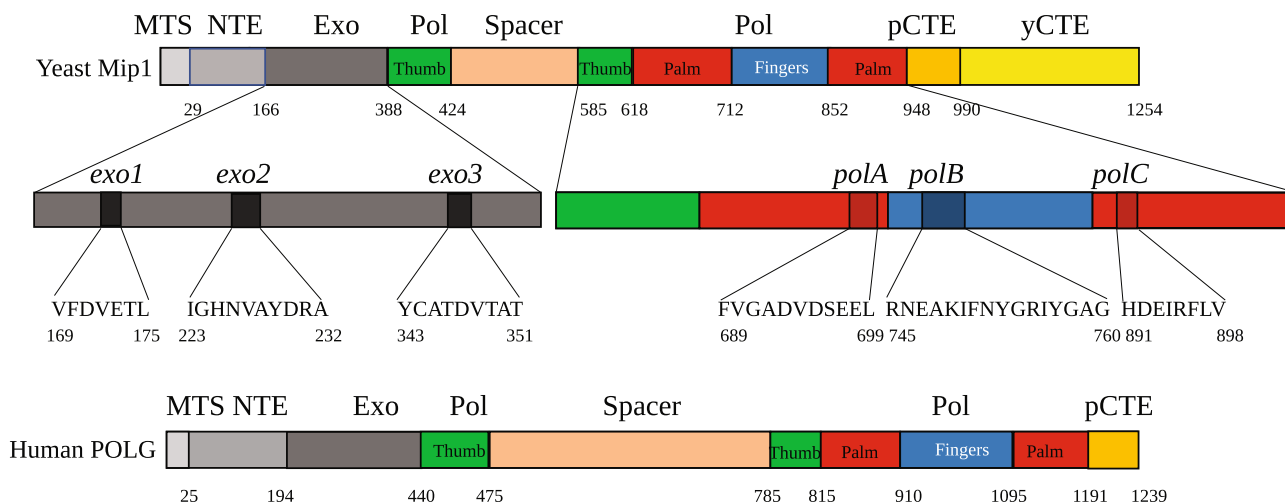 MTS NTE Exo Pol Spacer Pol pCTE yCTE
Yeast Mip1 Thumb Thumb Palm Fingers Palm
29 166 388 424 585 618 712 852 948 990 1254
exo1 exo2 exo3 polA polB polC
VFDVETL IGHNVAYDRA YCATDVTAT FVGADVDSEEL RNEAKIFNYGRIYGAG HDEIRFLV
169 175 223 232 343 351 689 699 745 760 891 898
MTS NTE Exo Pol Spacer Pol pCTE
Human POLG Thumb Thumb Palm Fingers Palm
25 194 440 475 785 815 910 1095 1191 1239